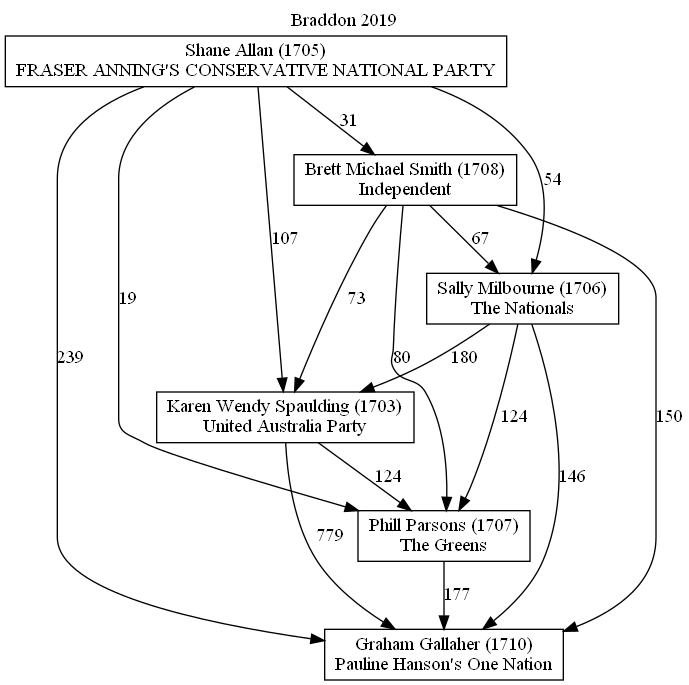 Braddon 2019
Shane Allan (1705)
FRASER ANNING'S CONSERVATIVE NATIONAL PARTY
31
Brett Michael Smith (1708)
Independent
54
107
67
19
73
Sally Milbourne (1706)
The Nationals
239
80
180
Karen Wendy Spaulding (1703)
United Australia Party
124
150
124
146
Phill Parsons (1707)
The Greens
779
177
Graham Gallaher (1710)
Pauline Hanson's One Nation